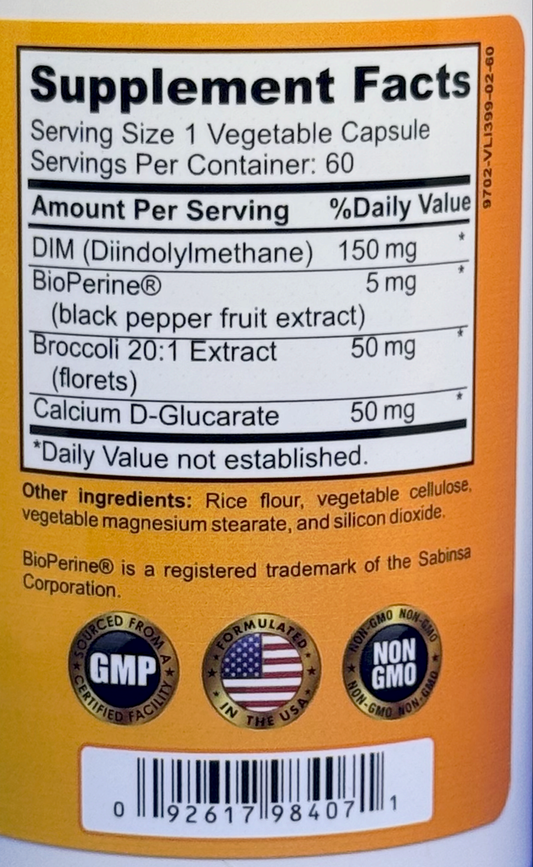 Supplement Facts
Serving Size 1 Vegetable Capsule
Servings Per Container: 60
Amount Per Serving %Daily Value
DIM (Diindolylmethane) 150 mg *
BioPerine® 5 mg *
(black pepper fruit extract)
Broccoli 20:1 Extract 50 mg *
(florets)
Calcium D-Glucarate 50 mg *
*Daily Value not established.
9702-VLI399-02-60
Other ingredients: Rice flour, vegetable cellulose,
vegetable magnesium stearate, and silicon dioxide.
BioPerine® is a registered trademark of the Sabinsa
Corporation.
SOURCED FROM A
GMP
CERTIFIED FACILITY
FORMULATED
IN THE USA
NON-GMO NON-GMO
NON
GMO
NON-GMO NON-GMO
0 92617 98407 1